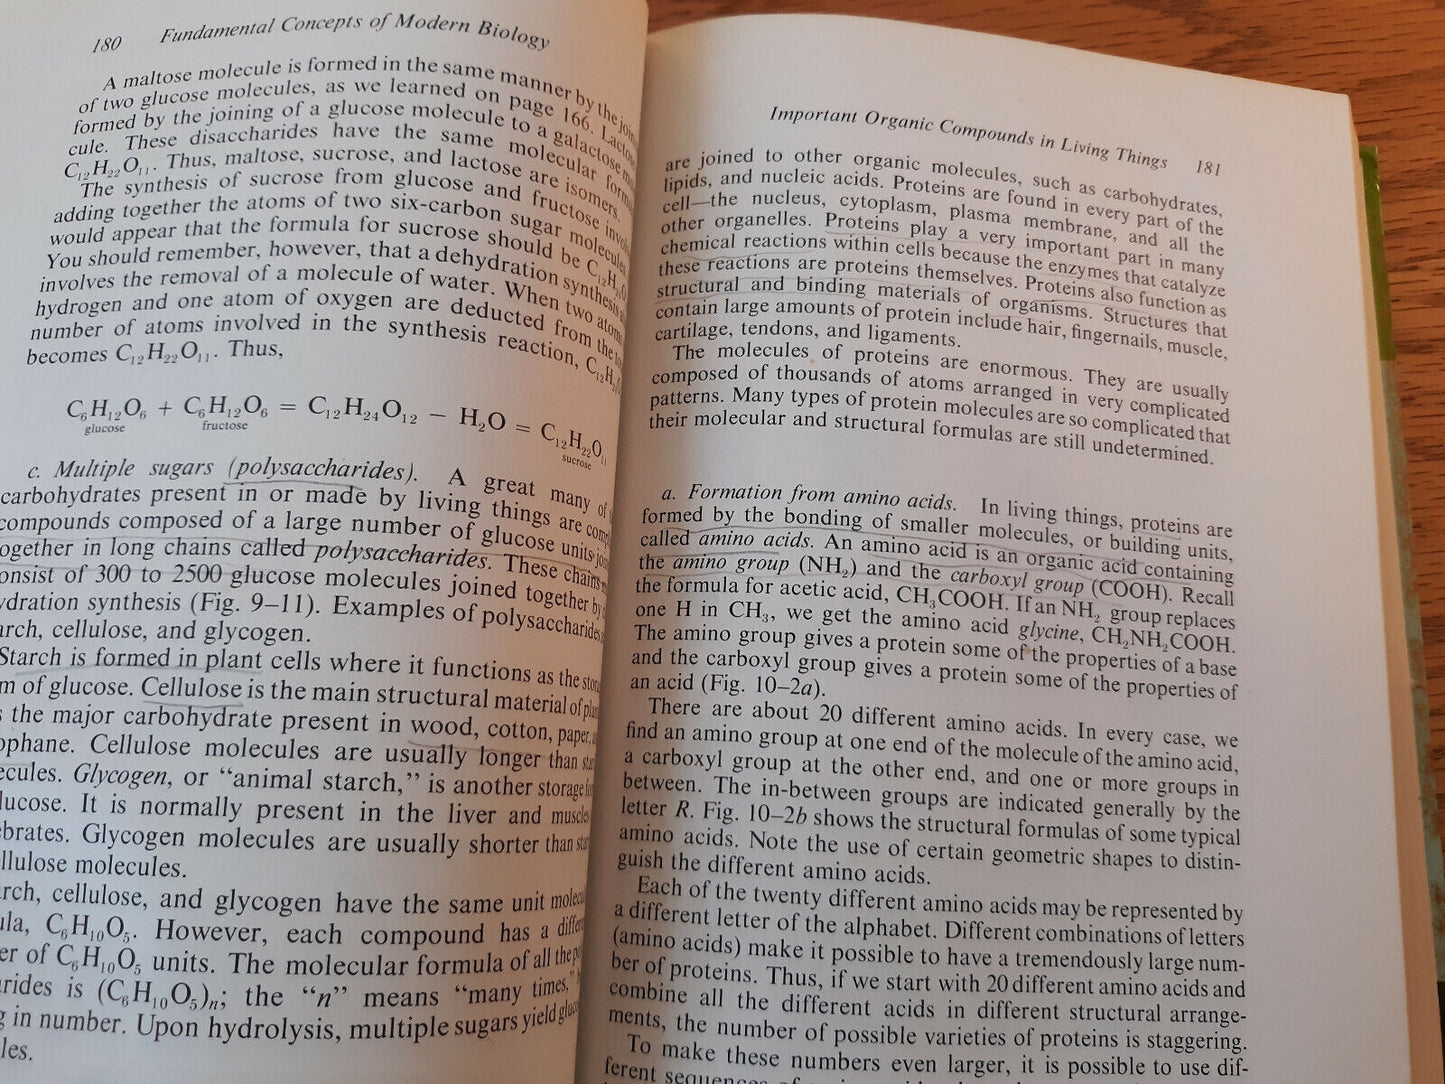 180 Fundamental Concepts of Modern Biology
A maltose molecule is formed in the same manner by the
of two glucose molecules, as we learned on page 166.
formed by the joining of a glucose molecule to a galactose
cule. These disaccharides have the same molecular
C₁₂H₂₂O₁₁. Thus, maltose, sucrose, and lactose are isomers.
The synthesis of sucrose from glucose and fructose
adding together the atoms of two six-carbon sugar molecules
would appear that the formula for sucrose should be
You should remember, however, that a dehydration synthesis
involves the removal of a molecule of water. When two
hydrogen and one atom of oxygen are deducted from the
number of atoms involved in the synthesis reaction,
becomes C₁₂H₂₂O₁₁. Thus,
C₆H₁₂O₆ + C₆H₁₂O₆ = C₁₂H₂₄O₁₂ − H₂O = C₁₂H₂₂O₁₁
glucose fructose sucrose
c. Multiple sugars (polysaccharides). A great many of
carbohydrates present in or made by living things are
compounds composed of a large number of glucose units
ogether in long chains called polysaccharides. These chains
onsist of 300 to 2500 glucose molecules joined together by
ydration synthesis (Fig. 9–11). Examples of polysaccharides
arch, cellulose, and glycogen.
Starch is formed in plant cells where it functions as the
m of glucose. Cellulose is the main structural material of
s the major carbohydrate present in wood, cotton, paper,
ophane. Cellulose molecules are usually longer than
ecules. Glycogen, or “animal starch,” is another storage
lucose. It is normally present in the liver and muscles
ebrates. Glycogen molecules are usually shorter than
llulose molecules.
arch, cellulose, and glycogen have the same unit
ula, C₆H₁₀O₅. However, each compound has a
er of C₆H₁₀O₅ units. The molecular formula of all the
rides is (C₆H₁₀O₅)ₙ; the “n” means “many times,”
g in number. Upon hydrolysis, multiple sugars yield
les.
Important Organic Compounds in Living Things 181
are joined to other organic molecules, such as carbohydrates,
lipids, and nucleic acids. Proteins are found in every part of the
cell—the nucleus, cytoplasm, plasma membrane, and all the
other organelles. Proteins play a very important part in many
chemical reactions within cells because the enzymes that catalyze
these reactions are proteins themselves. Proteins also function as
structural and binding materials of organisms. Structures that
contain large amounts of protein include hair, fingernails, muscle,
cartilage, tendons, and ligaments.
The molecules of proteins are enormous. They are usually
composed of thousands of atoms arranged in very complicated
patterns. Many types of protein molecules are so complicated that
their molecular and structural formulas are still undetermined.
a. Formation from amino acids. In living things, proteins are
formed by the bonding of smaller molecules, or building units,
called amino acids. An amino acid is an organic acid containing
the amino group (NH₂) and the carboxyl group (COOH). Recall
the formula for acetic acid, CH₃COOH. If an NH₂ group replaces
one H in CH₃, we get the amino acid glycine, CH₂NH₂COOH.
The amino group gives a protein some of the properties of a base
and the carboxyl group gives a protein some of the properties of
an acid (Fig. 10–2a).
There are about 20 different amino acids. In every case, we
find an amino group at one end of the molecule of the amino acid,
a carboxyl group at the other end, and one or more groups in
between. The in-between groups are indicated generally by the
letter R. Fig. 10–2b shows the structural formulas of some typical
amino acids. Note the use of certain geometric shapes to distin-
guish the different amino acids.
Each of the twenty different amino acids may be represented by
a different letter of the alphabet. Different combinations of letters
(amino acids) make it possible to have a tremendously large num-
ber of proteins. Thus, if we start with 20 different amino acids and
combine all the different acids in different structural arrange-
ments, the number of possible varieties of proteins is staggering.
To make these numbers even larger, it is possible to use dif-
ferent sequences of